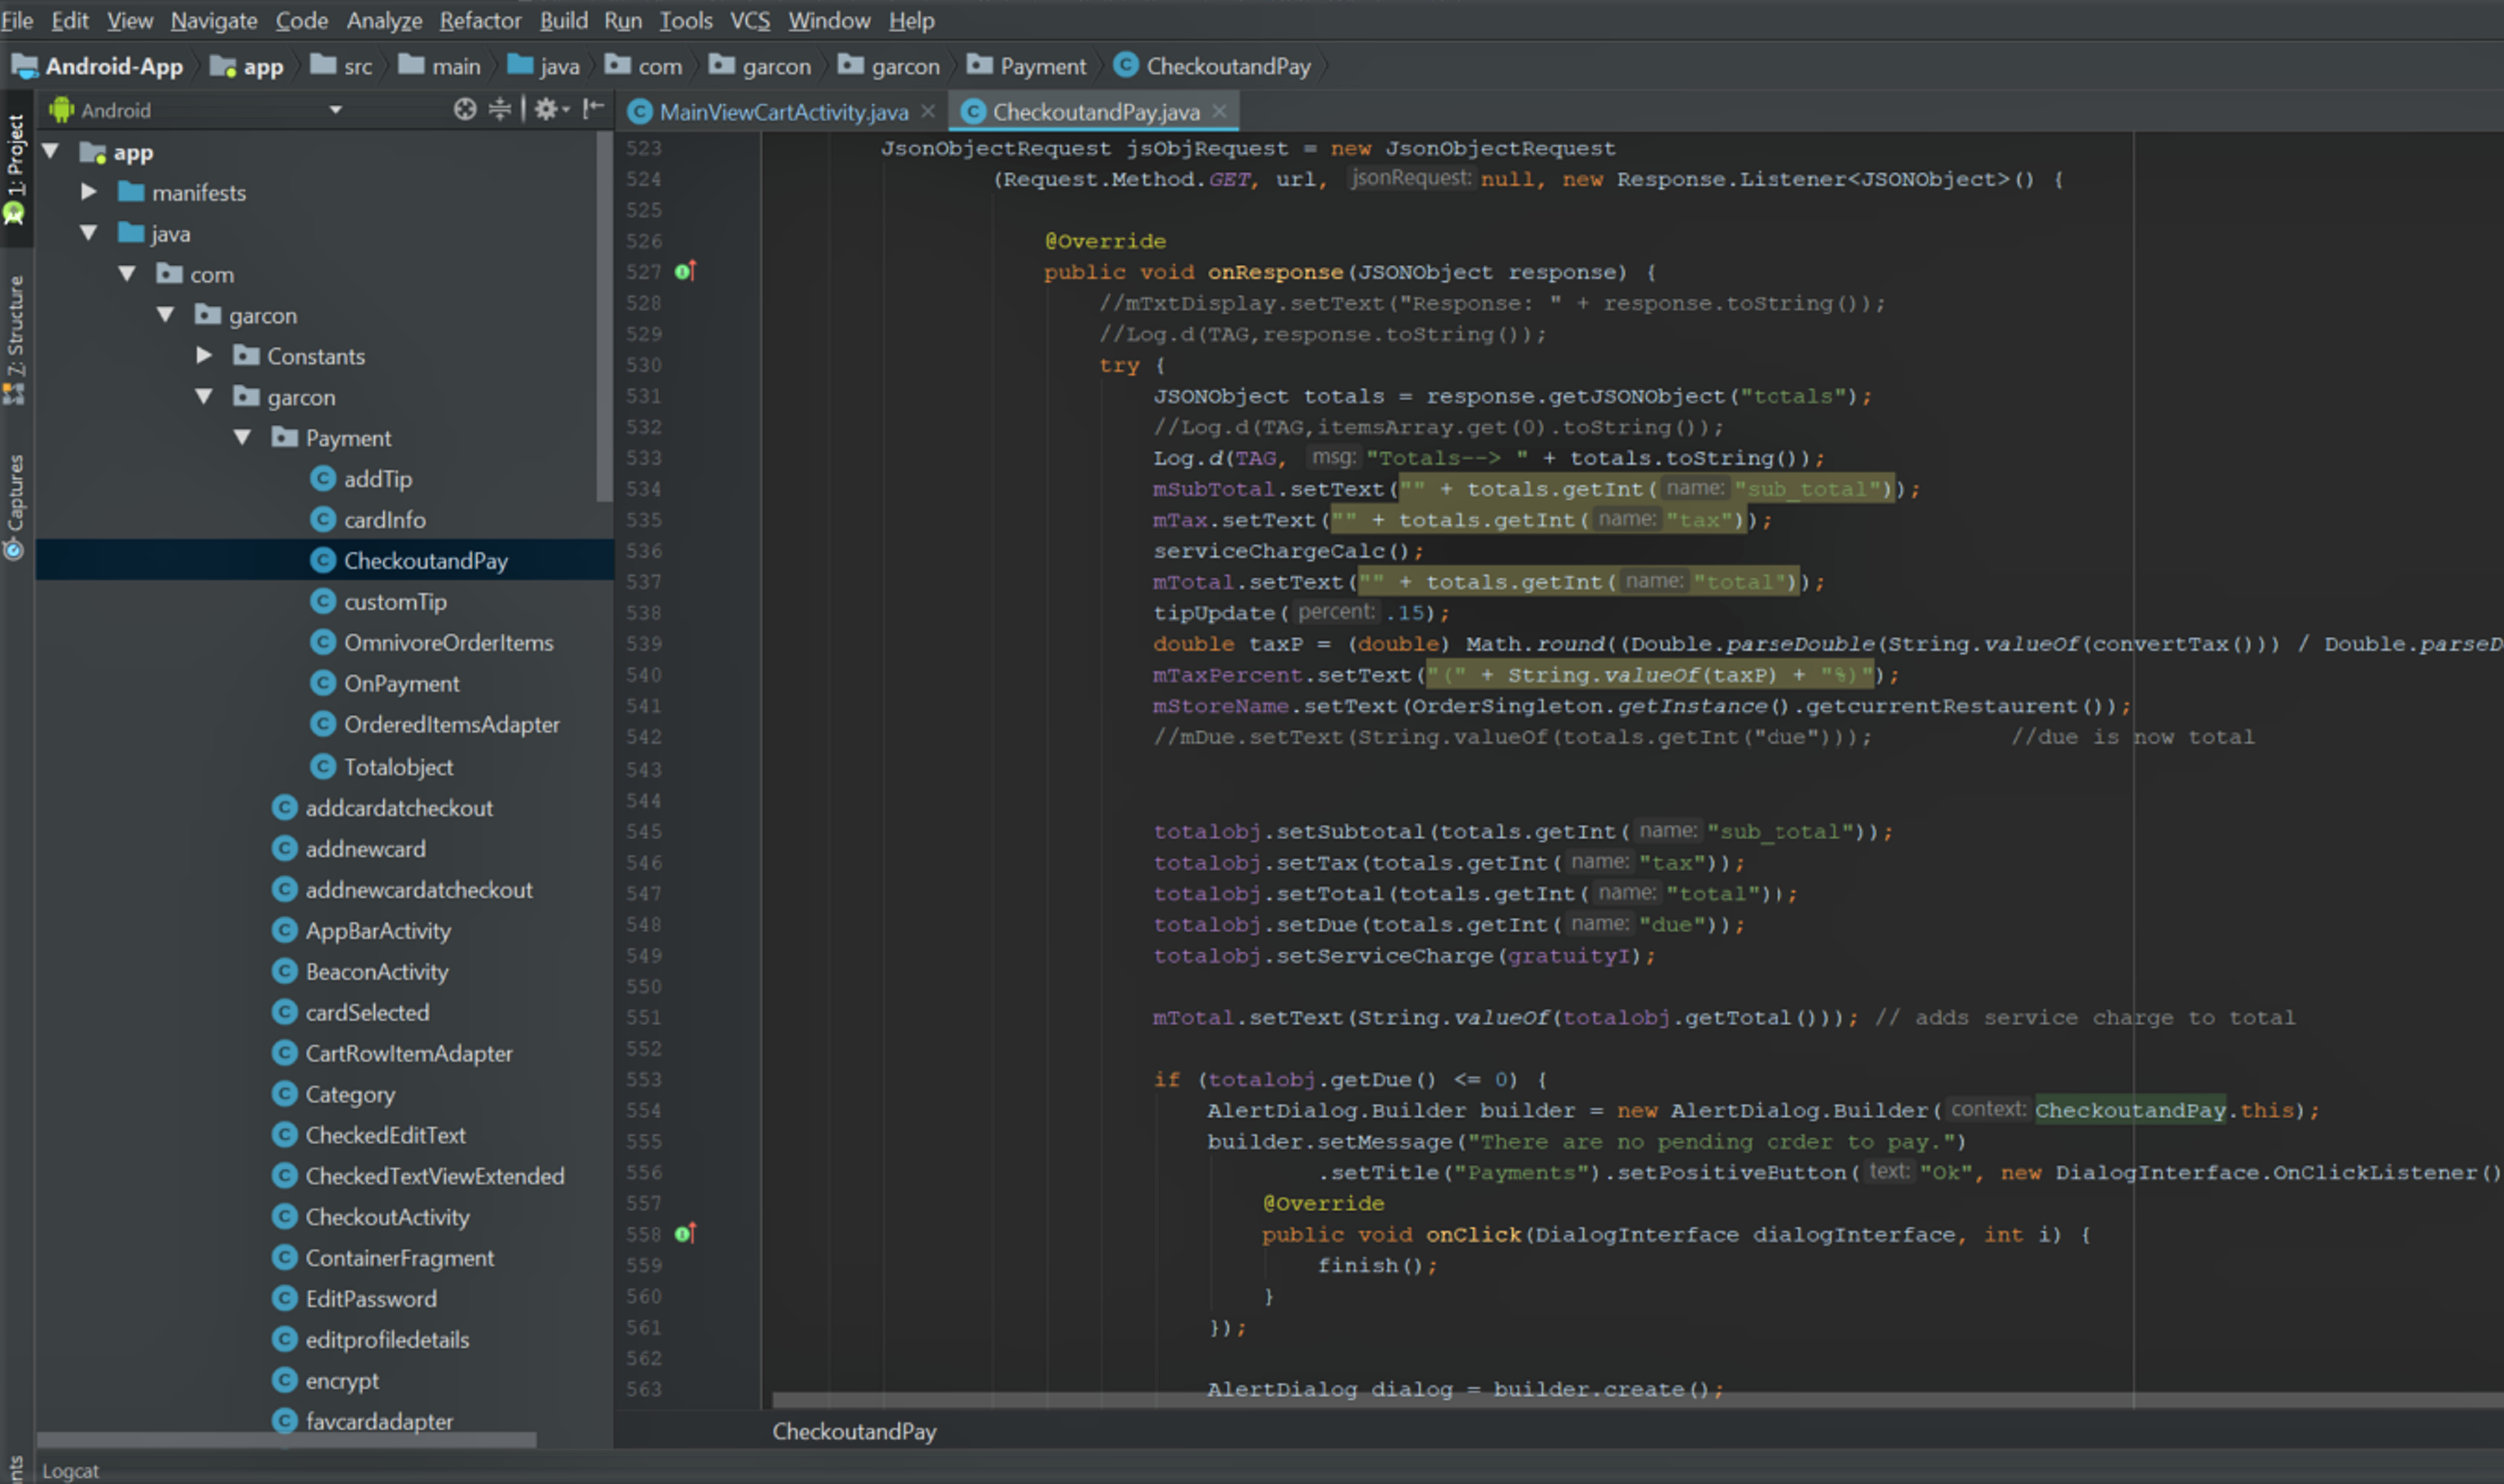 File Edit View Navigate Code Analyze Refactor Build Run Tools VCS Window Help
Android-App app src main java com garcon garcon Payment CheckoutandPay
1: Project
Z: Structure
Captures
Android
app
manifests
java
com
garcon
Constants
garcon
Payment
addTip
cardInfo
CheckoutandPay
customTip
OmnivoreOrderItems
OnPayment
OrderedItemsAdapter
Totalobject
addcardatcheckout
addnewcard
addnewcardatcheckout
AppBarActivity
BeaconActivity
cardSelected
CartRowItemAdapter
Category
CheckedEditText
CheckedTextViewExtended
CheckoutActivity
ContainerFragment
EditPassword
editprofiledetails
encrypt
favcardadapter
MainViewCartActivity.java CheckoutandPay.java
523 JsonObjectRequest jsObjRequest = new JsonObjectRequest
524 (Request.Method.GET, url, jsonRequest: null, new Response.Listener<JSONObject>() {
525
526 @Override
527 public void onResponse(JSONObject response) {
528 //mTxtDisplay.setText("Response: " + response.toString());
529 //Log.d(TAG,response.toString());
530 try {
531 JSONObject totals = response.getJSONObject("totals");
532 //Log.d(TAG,itemsArray.get(0).toString());
533 Log.d(TAG, msg: "Totals--> " + totals.toString());
534 mSubTotal.setText("" + totals.getInt( name: "sub_total"));
535 mTax.setText("" + totals.getInt( name: "tax"));
536 serviceChargeCalc();
537 mTotal.setText("" + totals.getInt( name: "total"));
538 tipUpdate( percent: .15);
539 double taxP = (double) Math.round((Double.parseDouble(String.valueOf(convertTax())) / Double.parseD
540 mTaxPercent.setText("(" + String.valueOf(taxP) + "%)");
541 mStoreName.setText(OrderSingleton.getInstance().getcurrentRestaurent());
542 //mDue.setText(String.valueOf(totals.getInt("due"))); //due is now total
543
544
545 totalobj.setSubtotal(totals.getInt( name: "sub_total"));
546 totalobj.setTax(totals.getInt( name: "tax"));
547 totalobj.setTotal(totals.getInt( name: "total"));
548 totalobj.setDue(totals.getInt( name: "due"));
549 totalobj.setServiceCharge(gratuityI);
550
551 mTotal.setText(String.valueOf(totalobj.getTotal())); // adds service charge to total
552
553 if (totalobj.getDue() <= 0) {
554 AlertDialog.Builder builder = new AlertDialog.Builder( context: CheckoutandPay.this);
555 builder.setMessage("There are no pending order to pay.")
556 .setTitle("Payments").setPositiveButton( text: "Ok", new DialogInterface.OnClickListener()
557 @Override
558 public void onClick(DialogInterface dialogInterface, int i) {
559 finish();
560 }
561 });
562
563 AlertDialog dialog = builder.create();
CheckoutandPay
Logcat